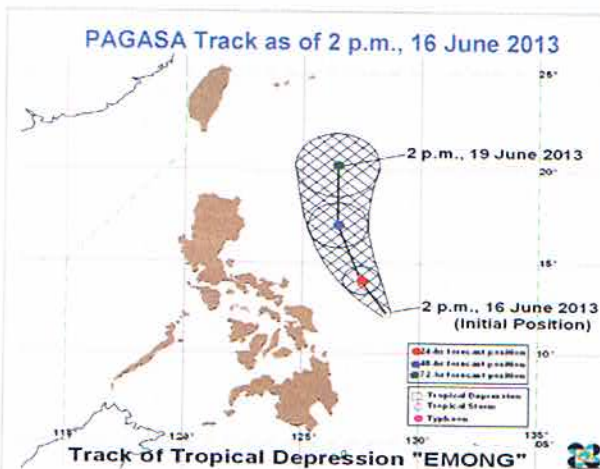 PAGASA Track as of 2 p.m., 16 June 2013
25°
2 p.m., 19 June 2013
20°
15°
2 p.m., 16 June 2013
(Initial Position)
24-hr forecast position
48-hr forecast position
72-hr forecast position
10°
Tropical Depression
Tropical Storm
Typhoon
115°
120°
125°
130°
135°
Track of Tropical Depression "EMONG"